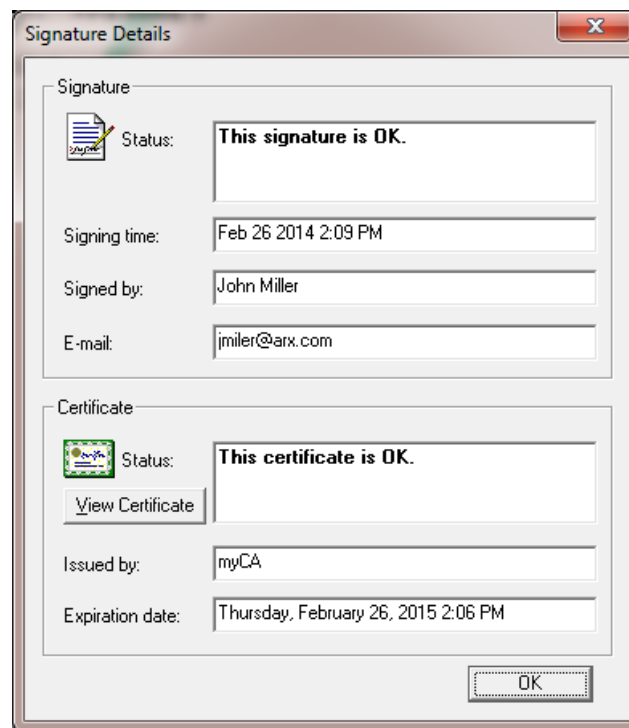 Signature Details
Signature
Status:
This signature is OK.
Signing time:
Feb 26 2014 2:09 PM
Signed by:
John Miller
E-mail:
jmiler@arx.com
Certificate
Status:
This certificate is OK.
View Certificate
Issued by:
myCA
Expiration date:
Thursday, February 26, 2015 2:06 PM
OK